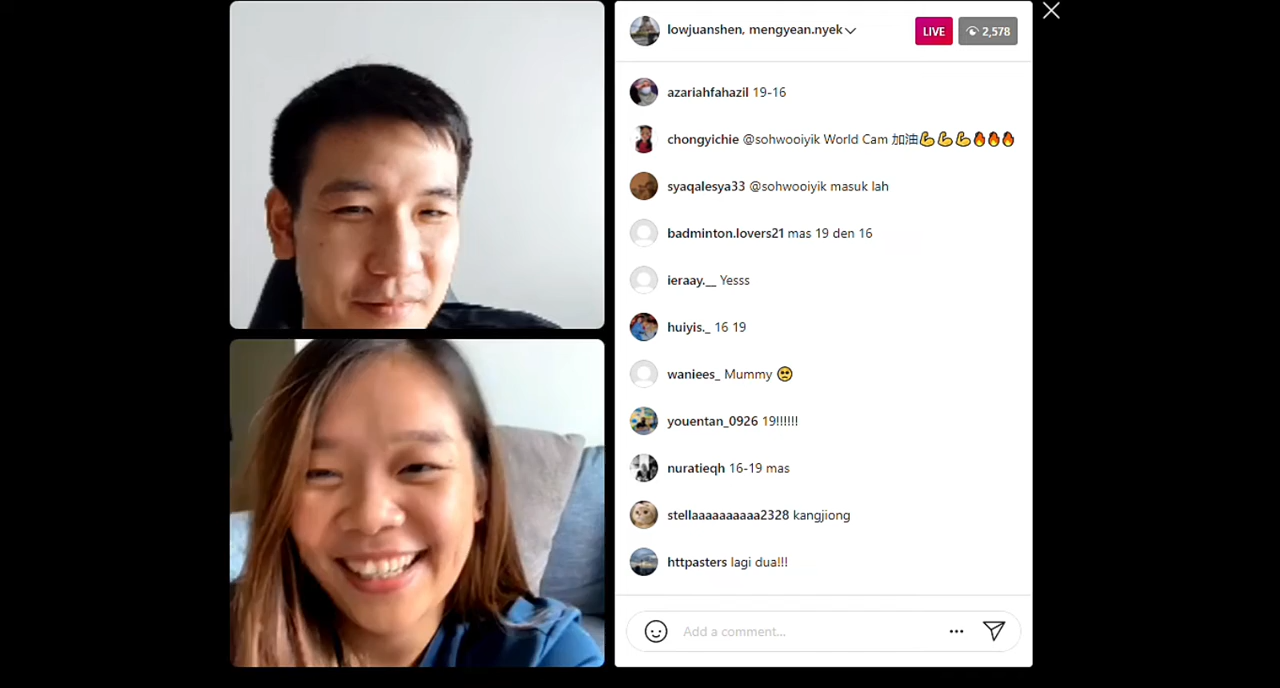 lowjuanshen, mengyean.nyek
LIVE
2,578
azariahfahazil 19-16
chongyichie @sohwooiyik World Cam 加油💪💪💪🔥🔥🔥
syaqalesya33 @sohwooiyik masuk lah
badminton.lovers21 mas 19 den 16
ieraay.__ Yesss
huiyis._ 16 19
waniees_ Mummy 🥺
youentan_0926 19!!!!!!
nuratieqh 16-19 mas
stellaaaaaaaaaa2328 kangjiong
httpasters lagi dua!!!
Add a comment...